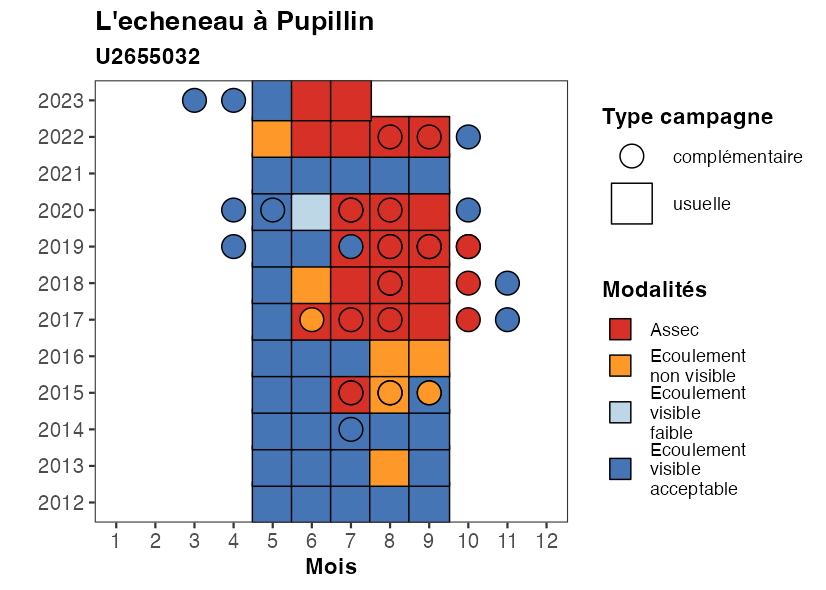 L'echeneau à Pupillin
U2655032
2023
2022
2021
2020
2019
2018
2017
2016
2015
2014
2013
2012
1 2 3 4 5 6 7 8 9 10 11 12
Mois
Type campagne
complémentaire
usuelle
Modalités
Assec
Ecoulement
non visible
Ecoulement
visible
faible
Ecoulement
visible
acceptable